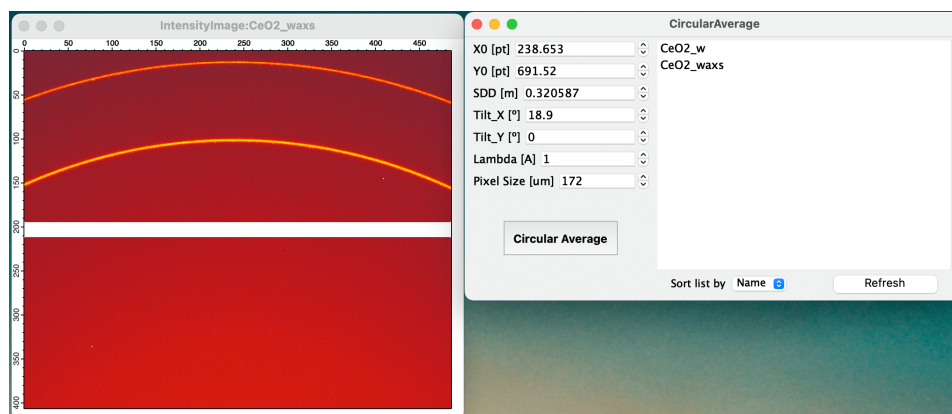 IntensityImage:CeO2_waxs
0 50 100 150 200 250 300 350 400 450
0
50
100
150
200
250
300
350
400
CircularAverage
X0 [pt] 238.653
Y0 [pt] 691.52
SDD [m] 0.320587
Tilt_X [º] 18.9
Tilt_Y [º] 0
Lambda [A] 1
Pixel Size [um] 172
Circular Average
CeO2_w
CeO2_waxs
Sort list by Name
Refresh